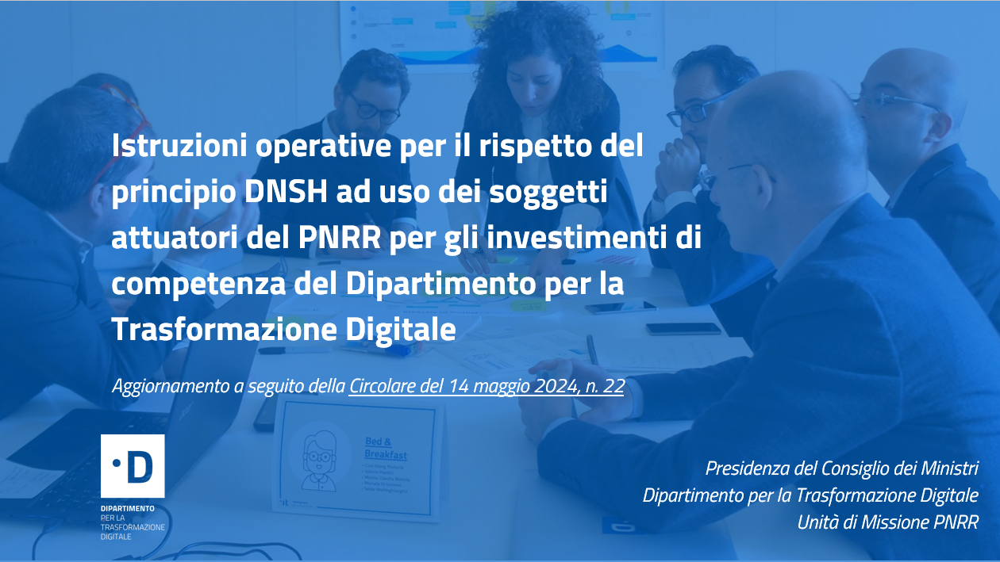 Istruzioni operative per il rispetto del
principio DNSH ad uso dei soggetti
attuatori del PNRR per gli investimenti di
competenza del Dipartimento per la
Trasformazione Digitale
Aggiornamento a seguito della Circolare del 14 maggio 2024, n. 22
Bed &
Breakfast
DIPARTIMENTO
PER LA
TRASFORMAZIONE
DIGITALE
Presidenza del Consiglio dei Ministri
Dipartimento per la Trasformazione Digitale
Unità di Missione PNRR